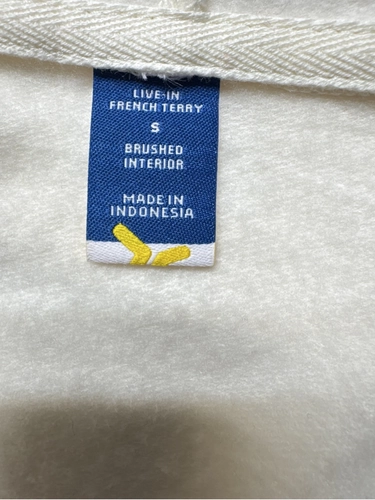 LIVE IN
FRENCH TERRY
S
BRUSHED
INTERIOR
MADE IN
INDONESIA